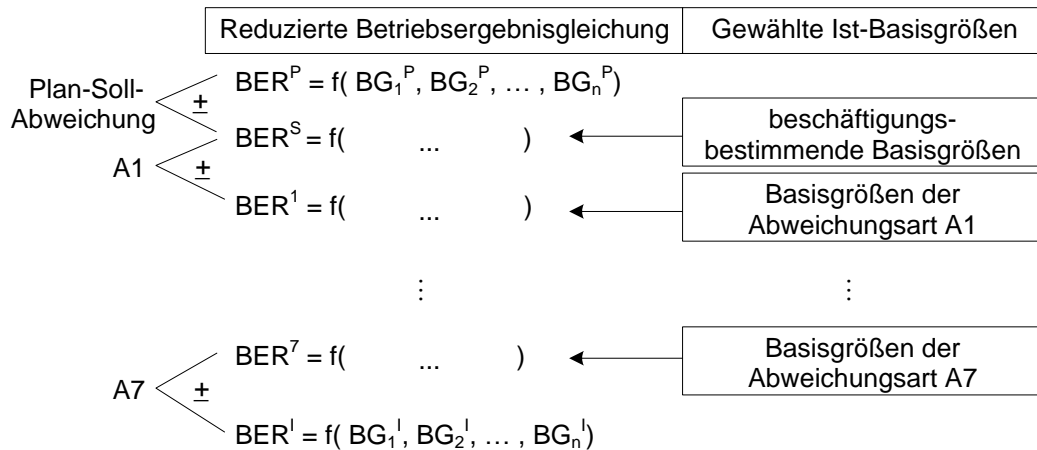 Reduzierte Betriebsergebnisgleichung Gewählte Ist-Basisgrößen
BER^P = f( BG_1^P, BG_2^P, … , BG_n^P)
Plan-Soll-
Abweichung
±
BER^S = f( ... )
beschäftigungs-
bestimmende Basisgrößen
A1
±
BER^1 = f( ... )
Basisgrößen der
Abweichungsart A1
⋮ ⋮
BER^7 = f( ... )
Basisgrößen der
Abweichungsart A7
A7
±
BER^I = f( BG_1^I, BG_2^I, … , BG_n^I)